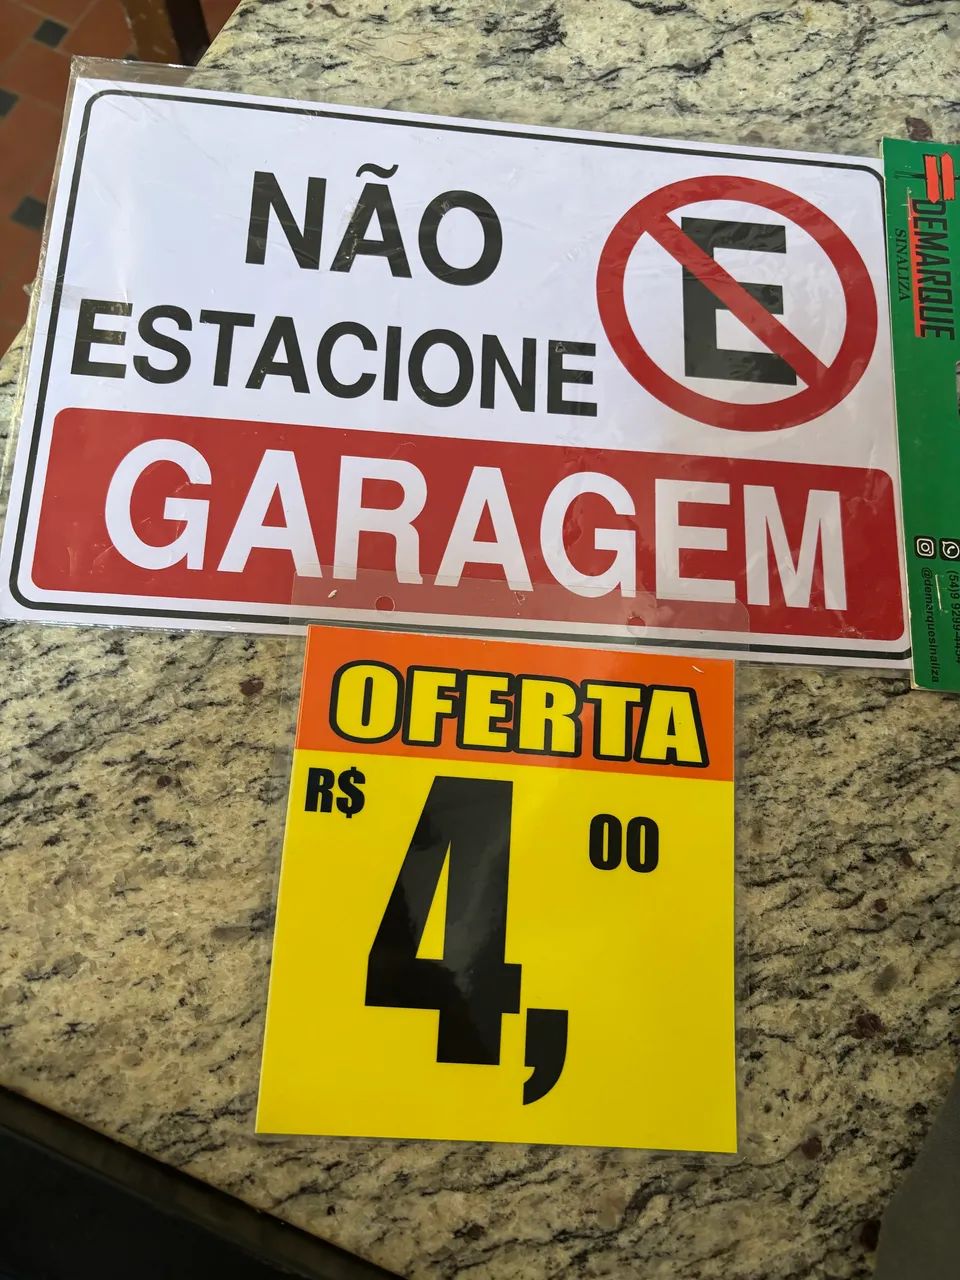 NÃO
ESTACIONE
E
GARAGEM
DEMARQUE
SINALIZA
@demarquesinaliza
OFERTA
R$ 4,00